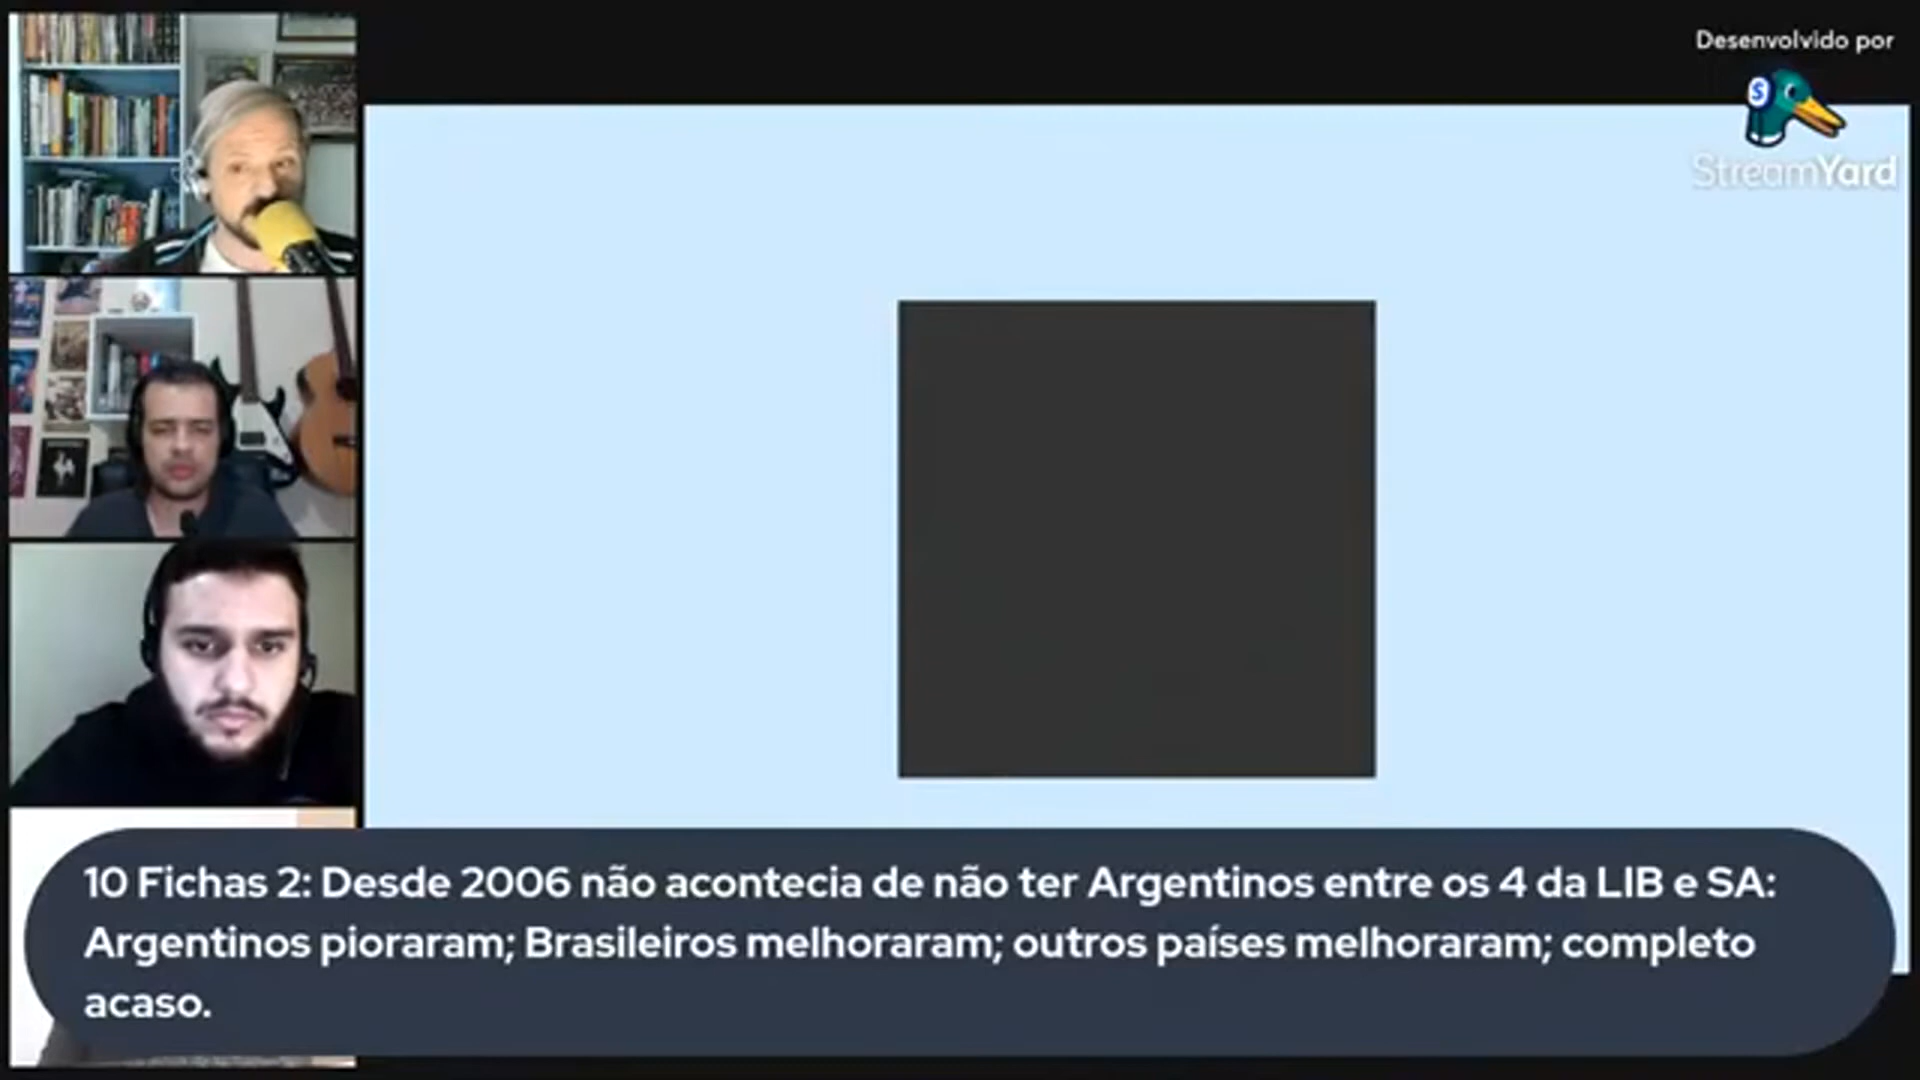 Desenvolvido por
StreamYard
10 Fichas 2: Desde 2006 não acontecia de não ter Argentinos entre os 4 da LIB e SA:
Argentinos pioraram; Brasileiros melhoraram; outros países melhoraram; completo
acaso.